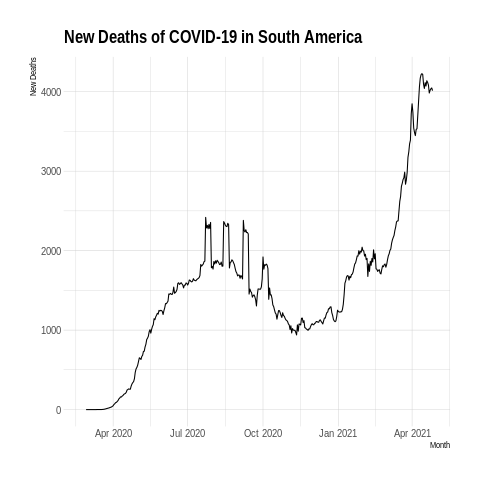 New Deaths of COVID-19 in South America
New Deaths
4000
3000
2000
1000
0
Apr 2020 Jul 2020 Oct 2020 Jan 2021 Apr 2021
Month